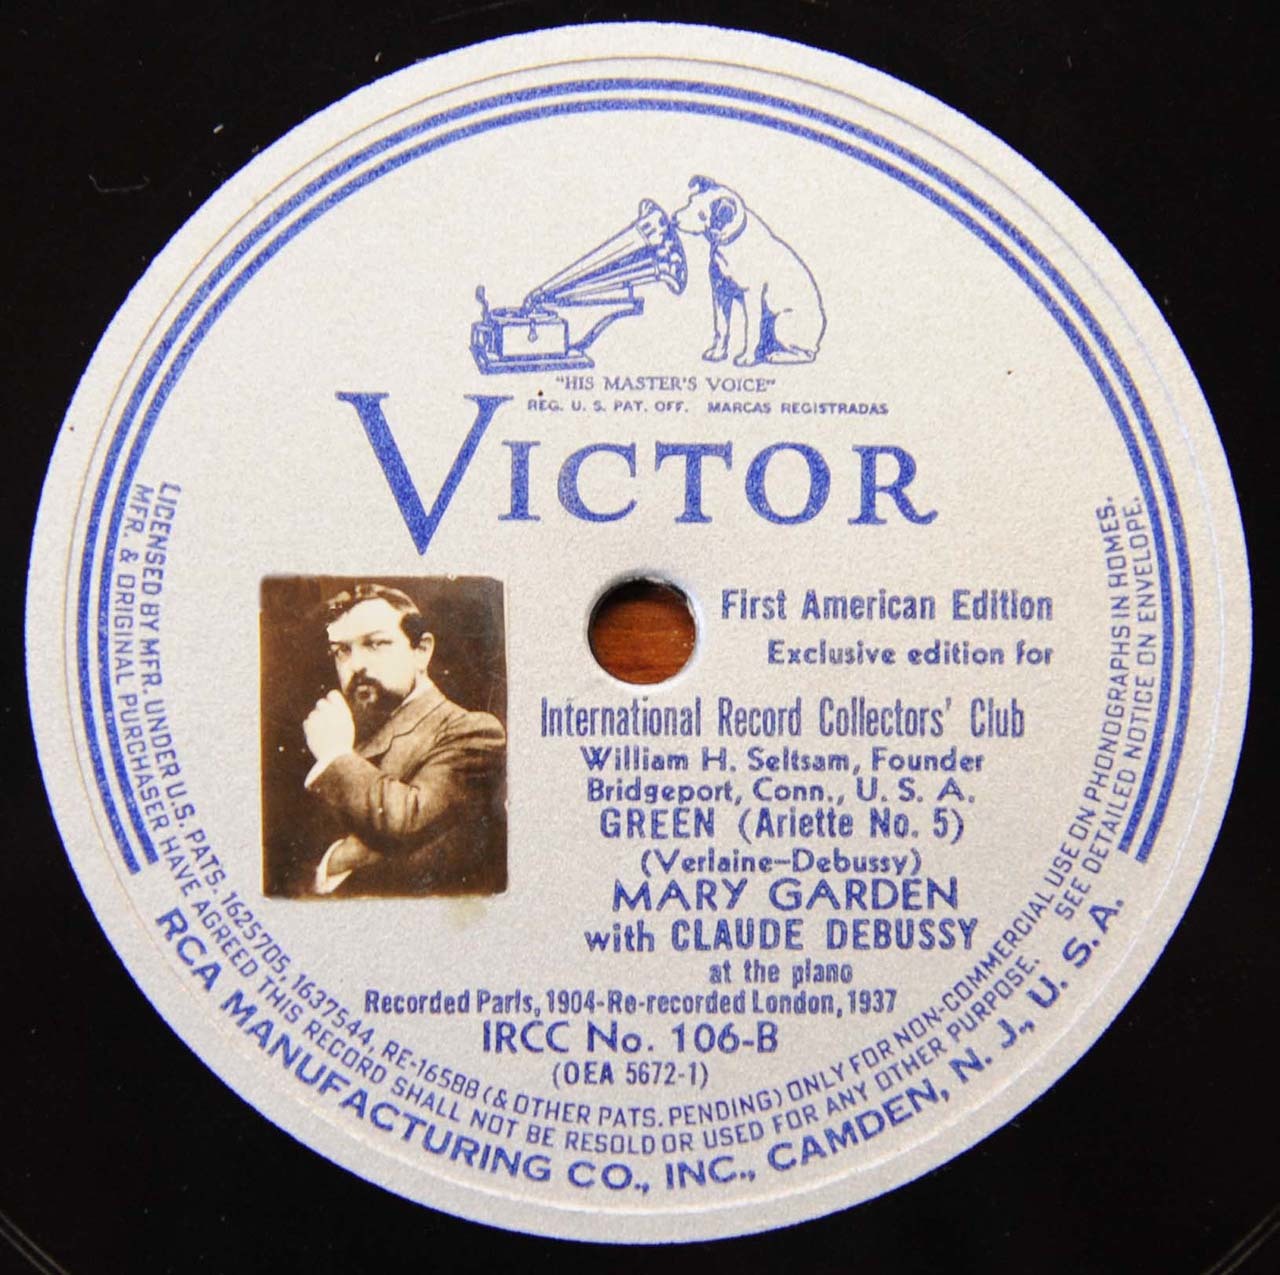 "HIS MASTER'S VOICE"
REG. U. S. PAT. OFF. MARCAS REGISTRADAS
VICTOR
First American Edition
Exclusive edition for
International Record Collectors' Club
William H. Seltsam, Founder
Bridgeport, Conn., U. S. A.
GREEN (Ariette No. 5)
(Verlaine-Debussy)
MARY GARDEN
with CLAUDE DEBUSSY
at the piano
Recorded Paris, 1904-Re-recorded London, 1937
IRCC No. 106-B
(OEA 5672-1)
LICENSED BY MFR. UNDER U.S. PATS. 1625705, 1637544, RE-16588 (& OTHER PATS. PENDING) ONLY FOR NON-COMMERCIAL USE ON PHONOGRAPHS IN HOMES.
MFR. & ORIGINAL PURCHASER HAVE AGREED THIS RECORD SHALL NOT BE RESOLD OR USED FOR ANY OTHER PURPOSE. SEE DETAILED NOTICE ON ENVELOPE.
RCA MANUFACTURING CO., INC., CAMDEN, N. J., U. S. A.